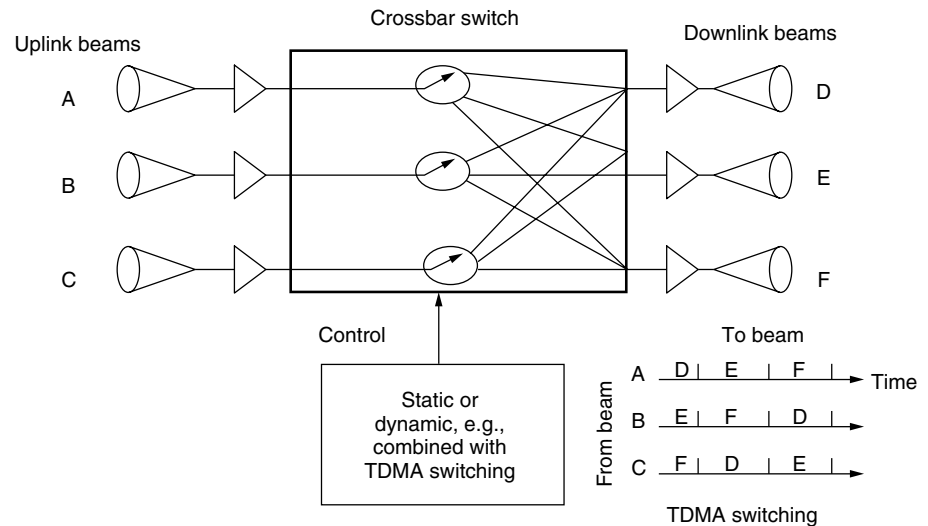 Crossbar switch
Uplink beams
Downlink beams
A
D
B
E
C
F
Control
Static or
dynamic, e.g.,
combined with
TDMA switching
To beam
From beam
A D E F Time
B E F D
C F D E
TDMA switching